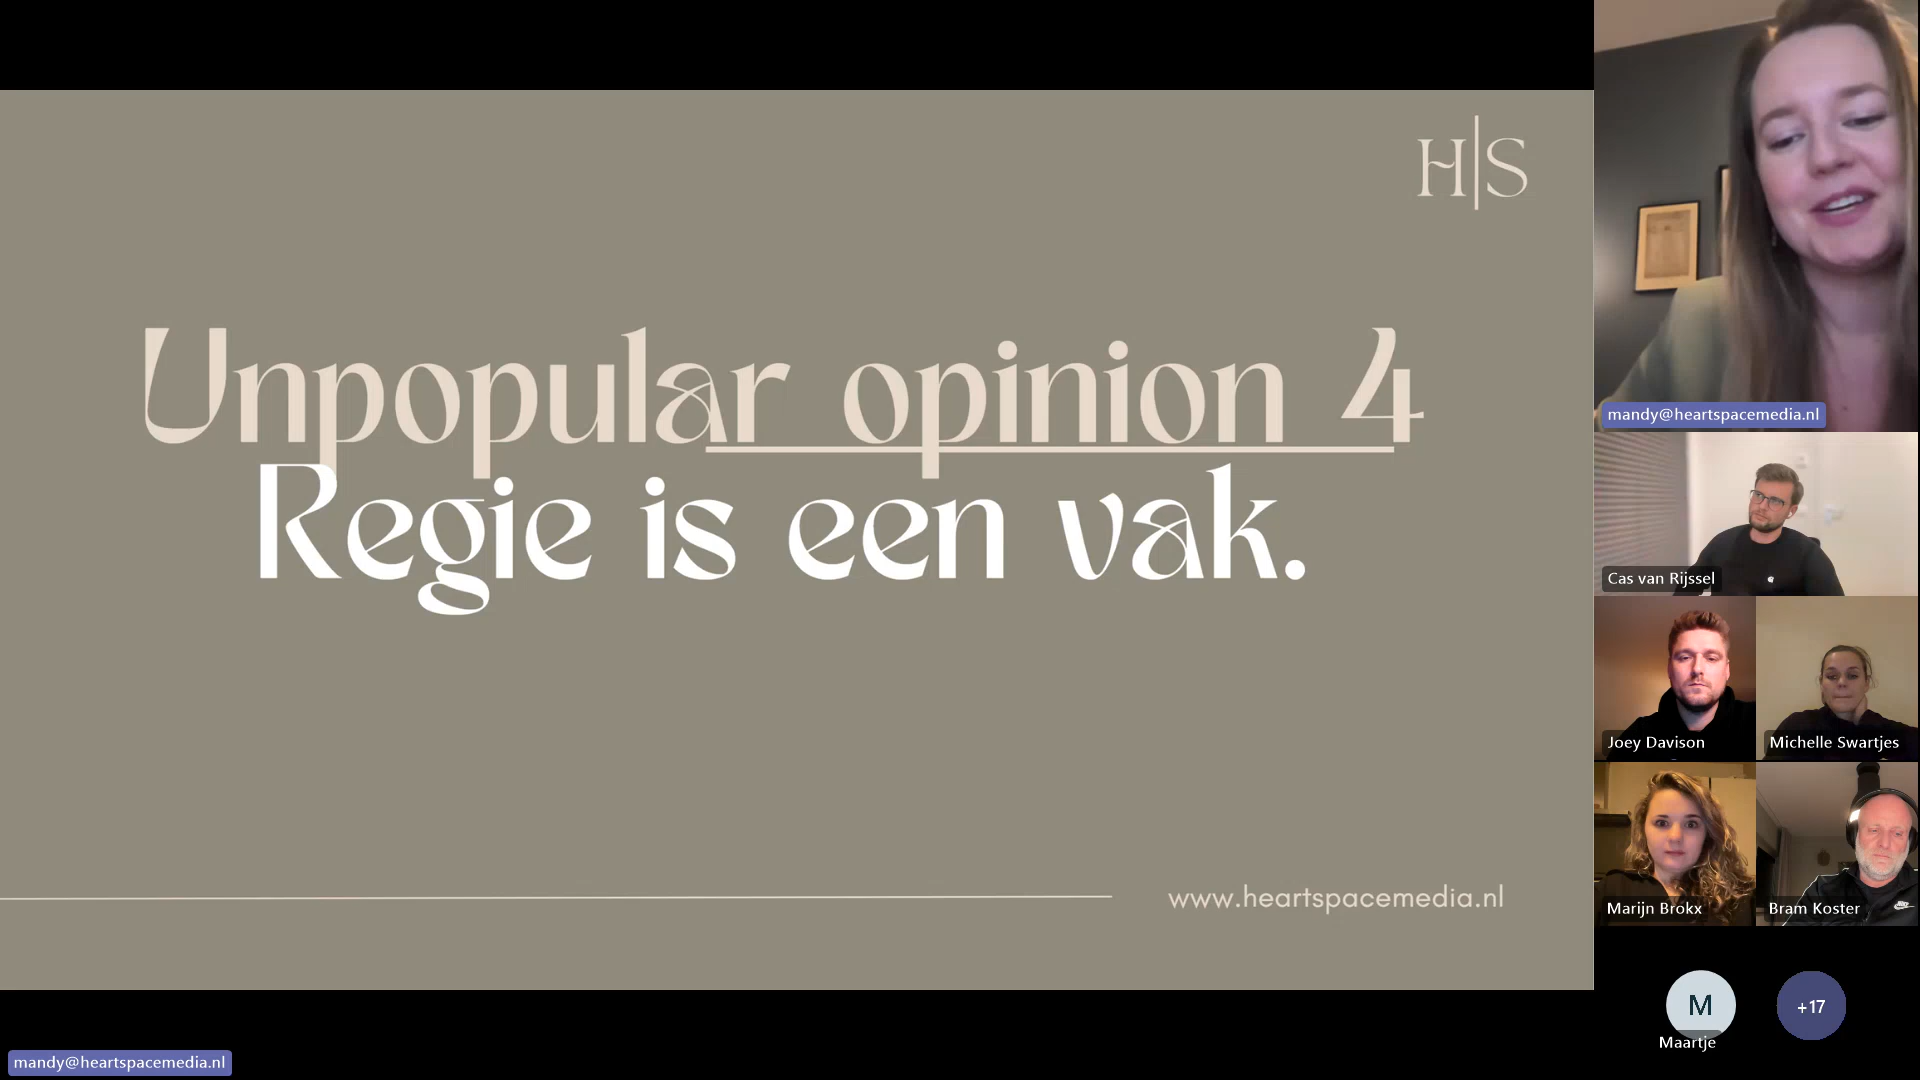 H|S
Unpopular opinion 4
Regie is een vak.
www.heartspacemedia.nl
mandy@heartspacemedia.nl
mandy@heartspacemedia.nl
Cas van Rijssel
Joey Davison
Michelle Swartjes
Marijn Brokx
Bram Koster
M
Maartje
+17